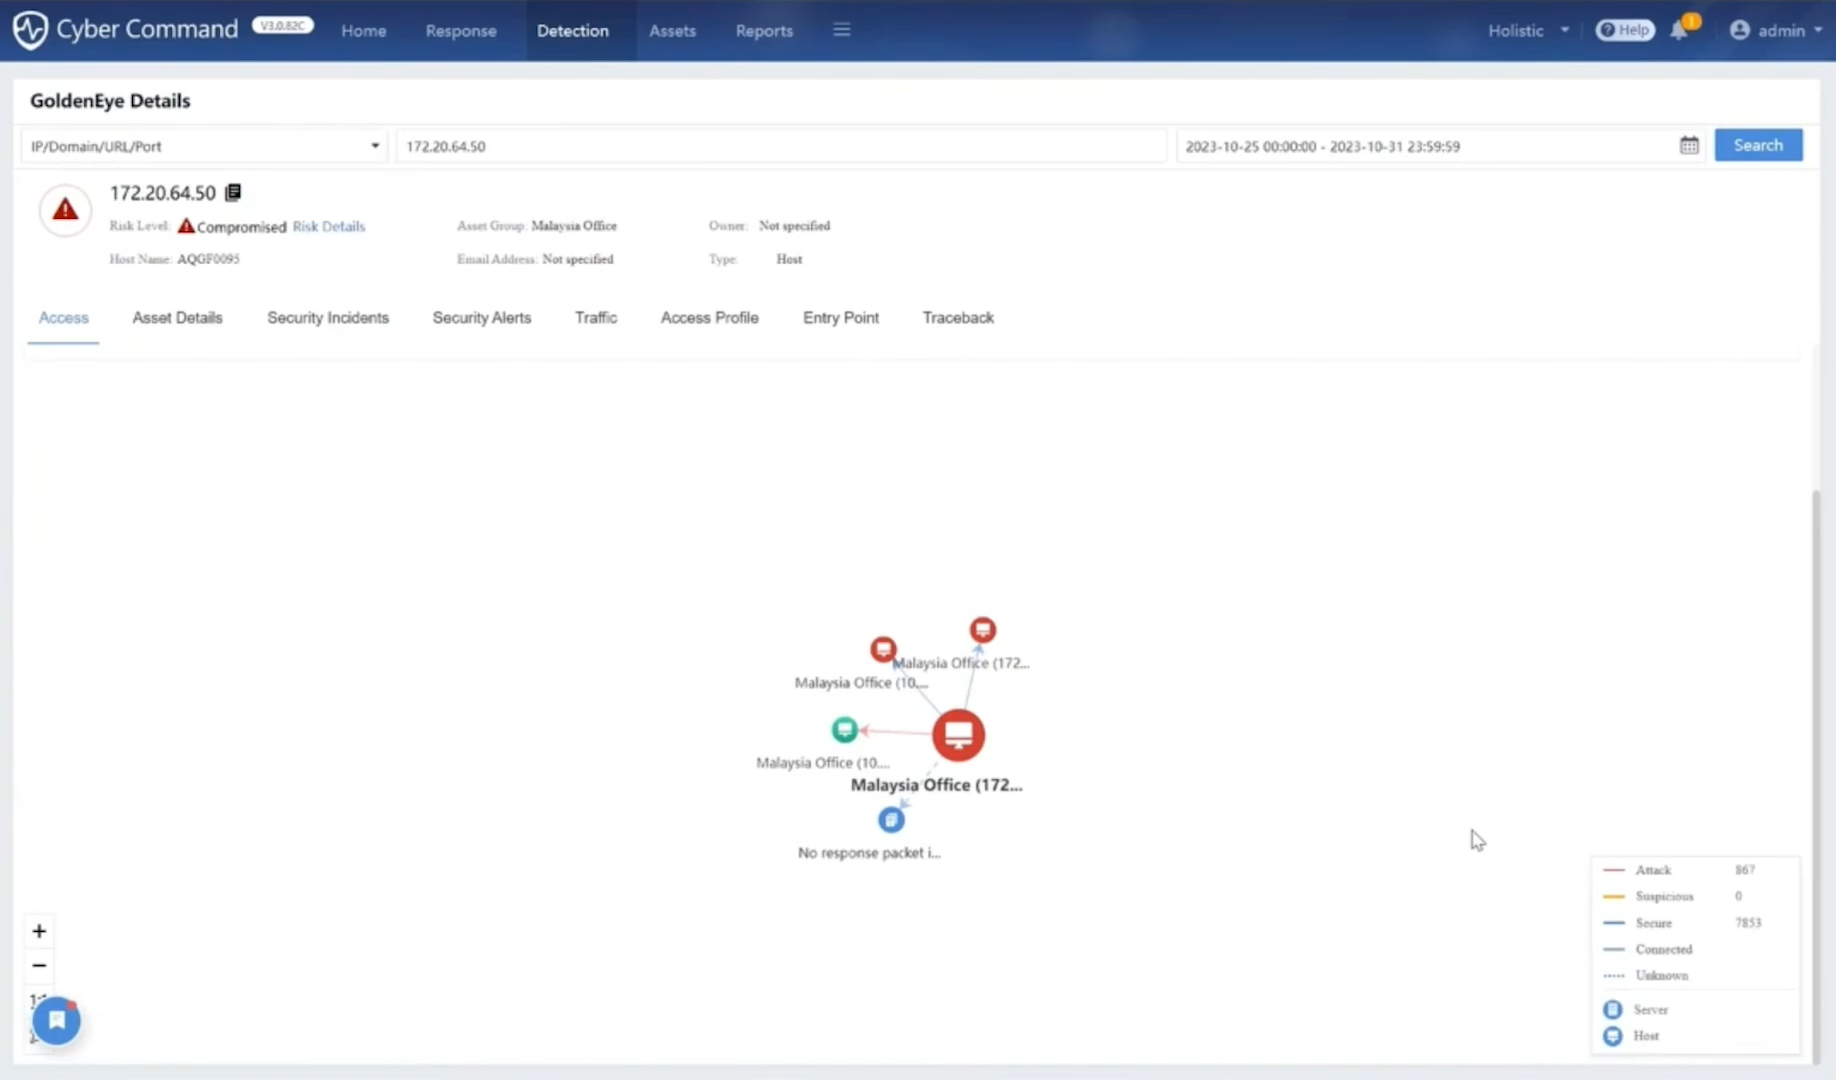 Cyber Command V3.0.82C Home Response Detection Assets Reports Holistic Help 1 admin
GoldenEye Details
IP/Domain/URL/Port 172.20.64.50 2023-10-25 00:00:00 - 2023-10-31 23:59:59 Search
172.20.64.50
Risk Level: Compromised Risk Details Asset Group: Malaysia Office Owner: Not specified
Host Name: AQGF0095 Email Address: Not specified Type: Host
Access Asset Details Security Incidents Security Alerts Traffic Access Profile Entry Point Traceback
Malaysia Office (172...
Malaysia Office (10....
Malaysia Office (10....
Malaysia Office (172...
No response packet i...
+
−
Attack 867
Suspicious 0
Secure 7853
Connected
Unknown
Server
Host